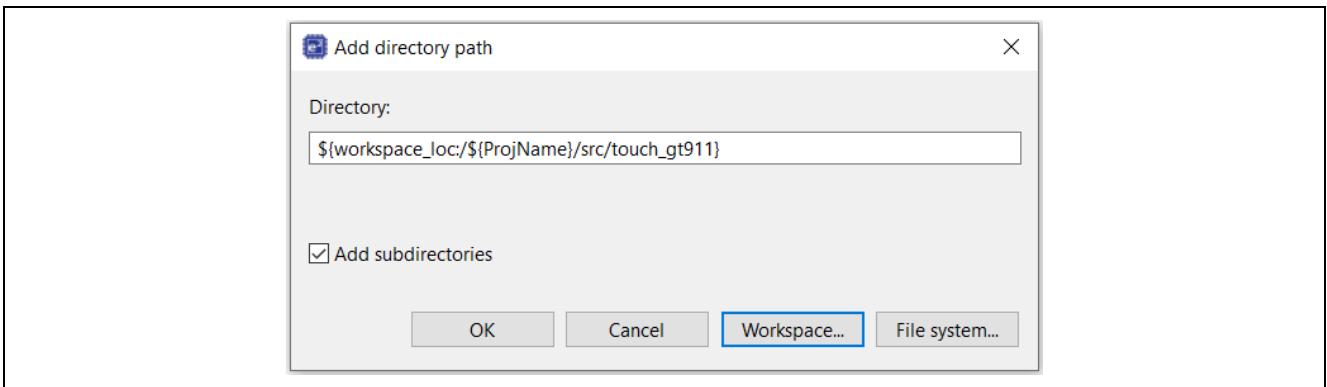 Add directory path
Directory:
${workspace_loc:/${ProjName}/src/touch_gt911}
Add subdirectories
OK Cancel Workspace... File system...